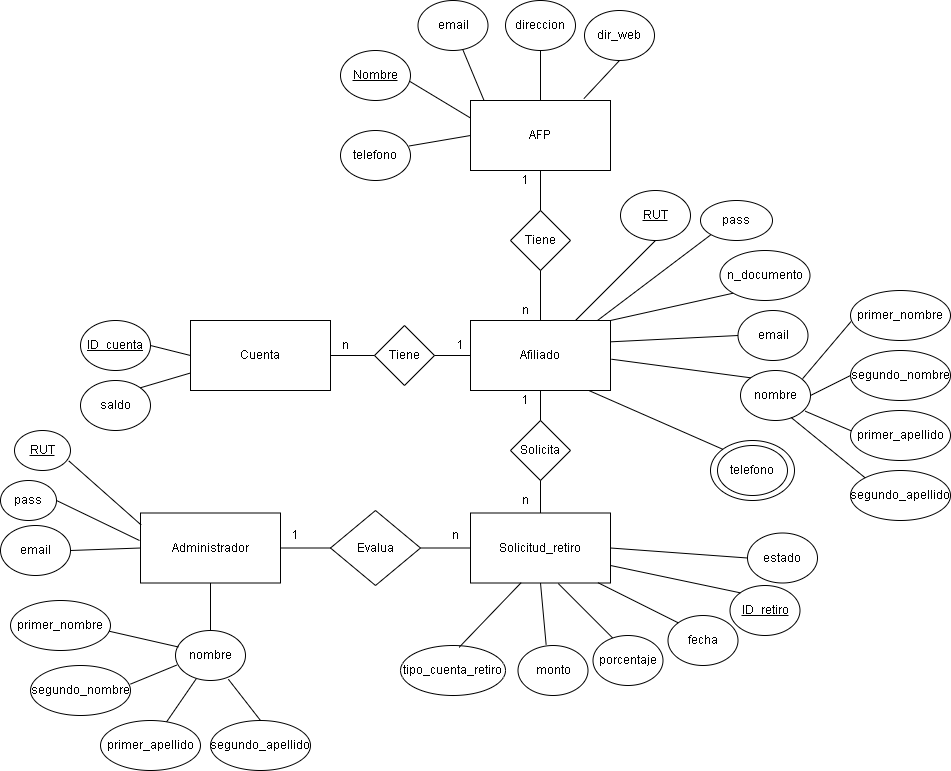 email
direccion
dir_web
Nombre
AFP
telefono
1
RUT
pass
Tiene
n_documento
n
primer_nombre
email
ID_cuenta
Cuenta
n
Tiene
1
Afiliado
segundo_nombre
nombre
saldo
1
primer_apellido
RUT
Solicita
telefono
segundo_apellido
pass
n
email
Administrador
1
Evalua
n
Solicitud_retiro
estado
ID_retiro
primer_nombre
fecha
nombre
porcentaje
tipo_cuenta_retiro
monto
segundo_nombre
primer_apellido
segundo_apellido